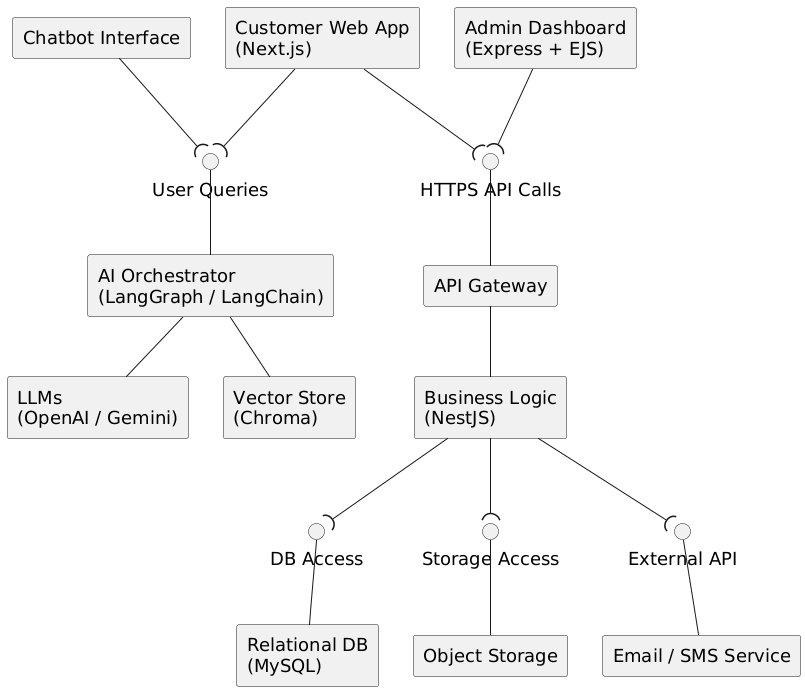 Chatbot Interface
Customer Web App
(Next.js)
Admin Dashboard
(Express + EJS)
User Queries
HTTPS API Calls
AI Orchestrator
(LangGraph / LangChain)
API Gateway
LLMs
(OpenAI / Gemini)
Vector Store
(Chroma)
Business Logic
(NestJS)
DB Access
Storage Access
External API
Relational DB
(MySQL)
Object Storage
Email / SMS Service